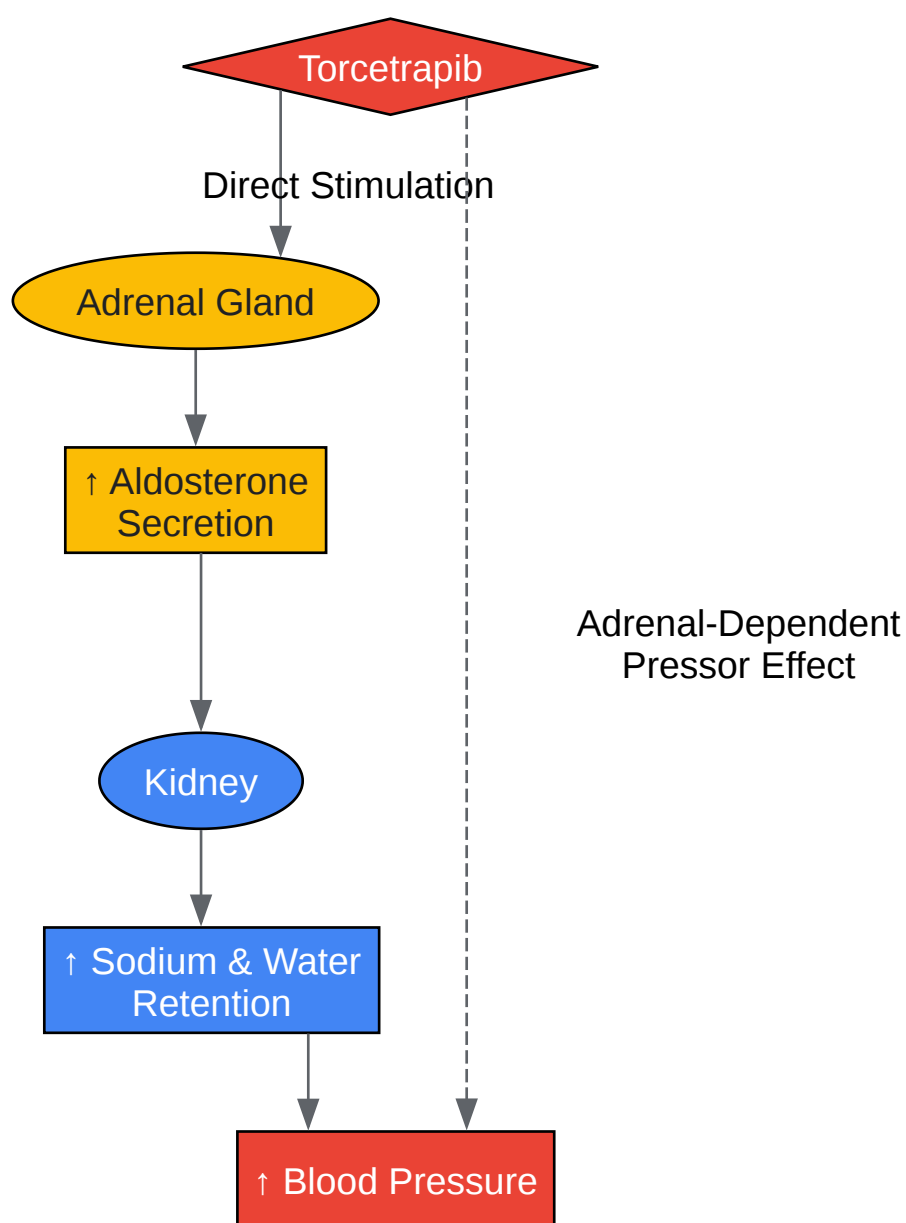 Torcetrapib
Direct Stimulation
Adrenal Gland
↑ Aldosterone
Secretion
Adrenal-Dependent
Pressor Effect
Kidney
↑ Sodium & Water
Retention
↑ Blood Pressure